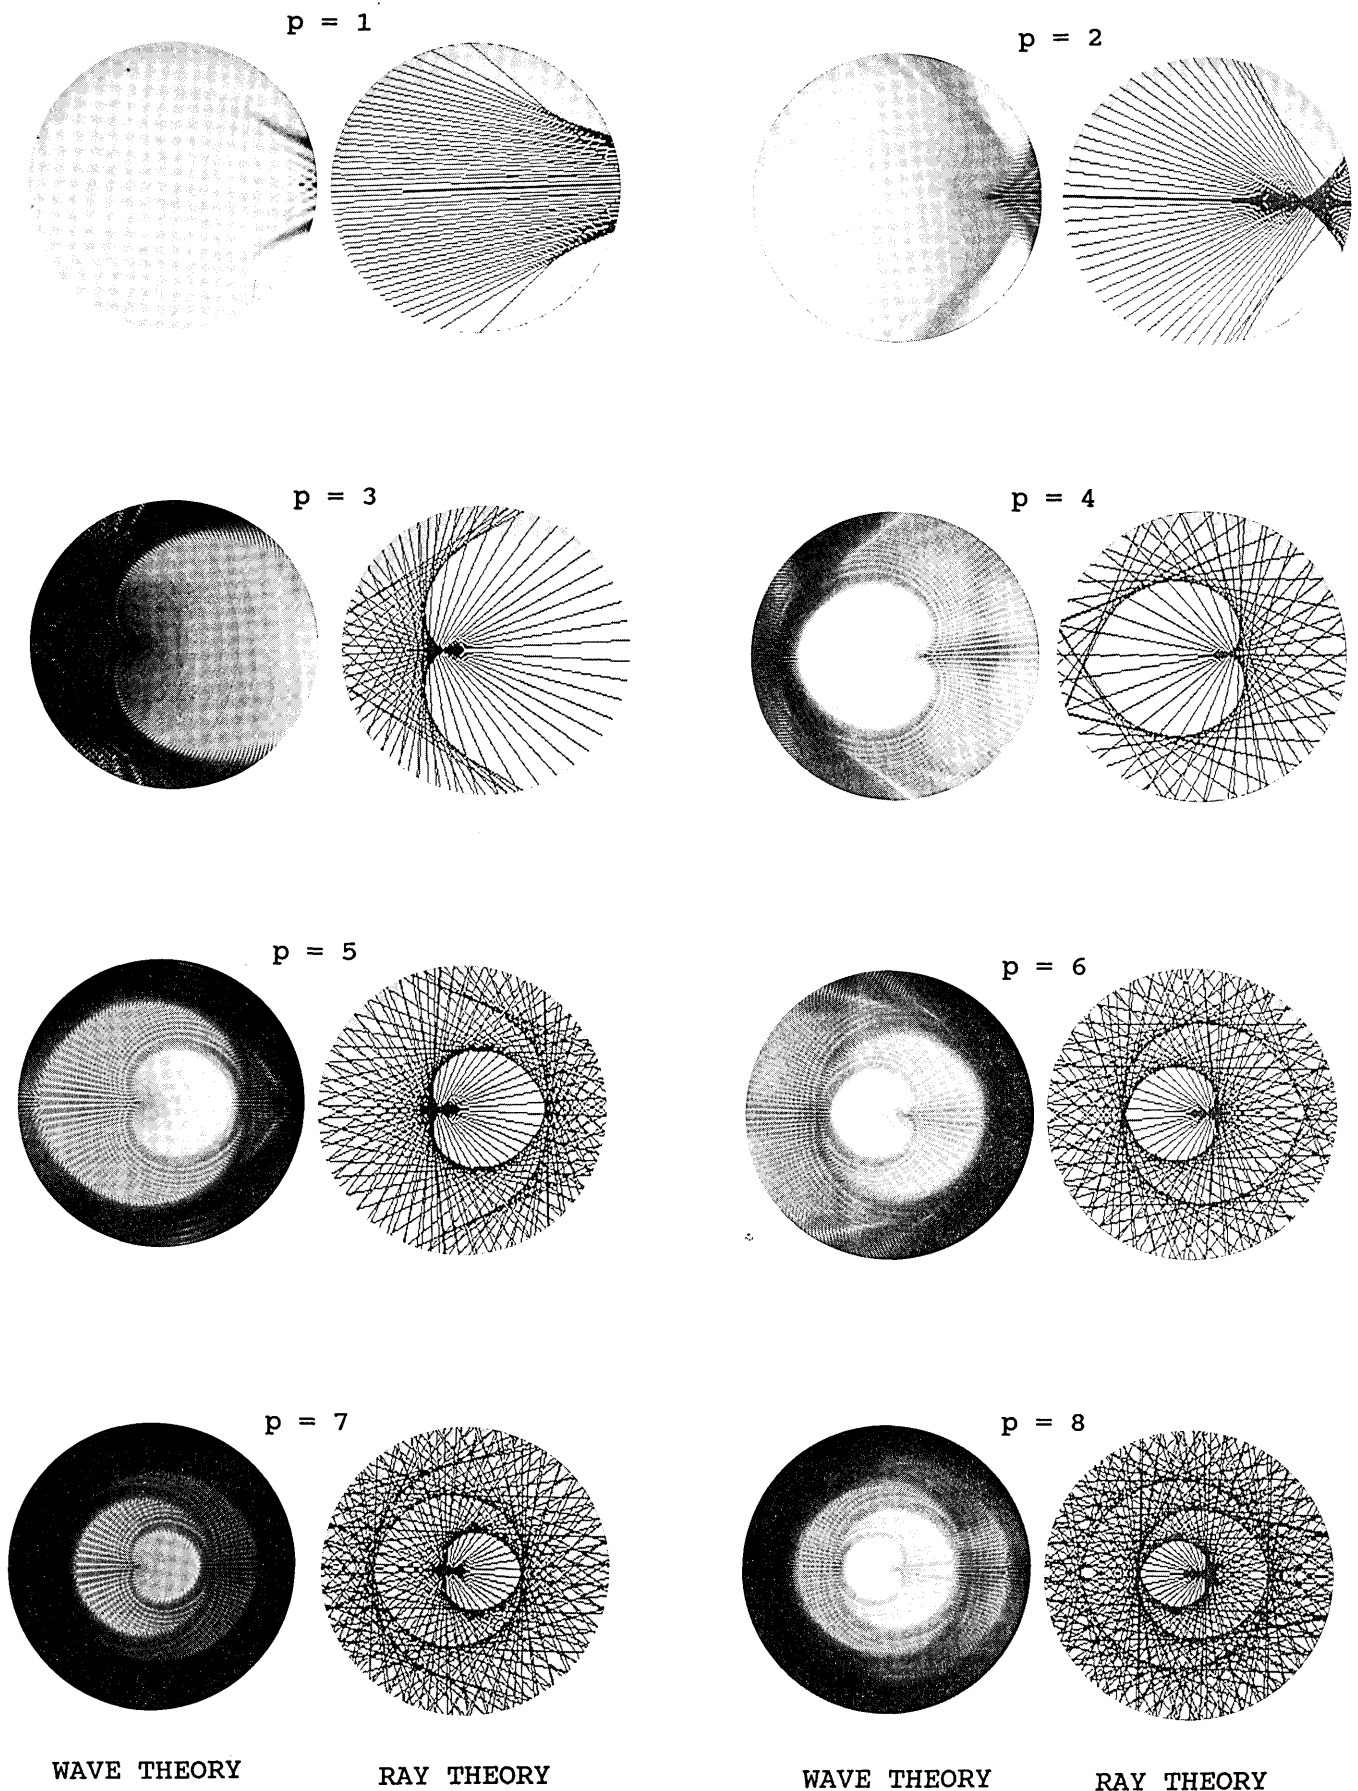 p = 1
p = 2
p = 3
p = 4
p = 5
p = 6
p = 7
p = 8
WAVE THEORY
RAY THEORY
WAVE THEORY
RAY THEORY